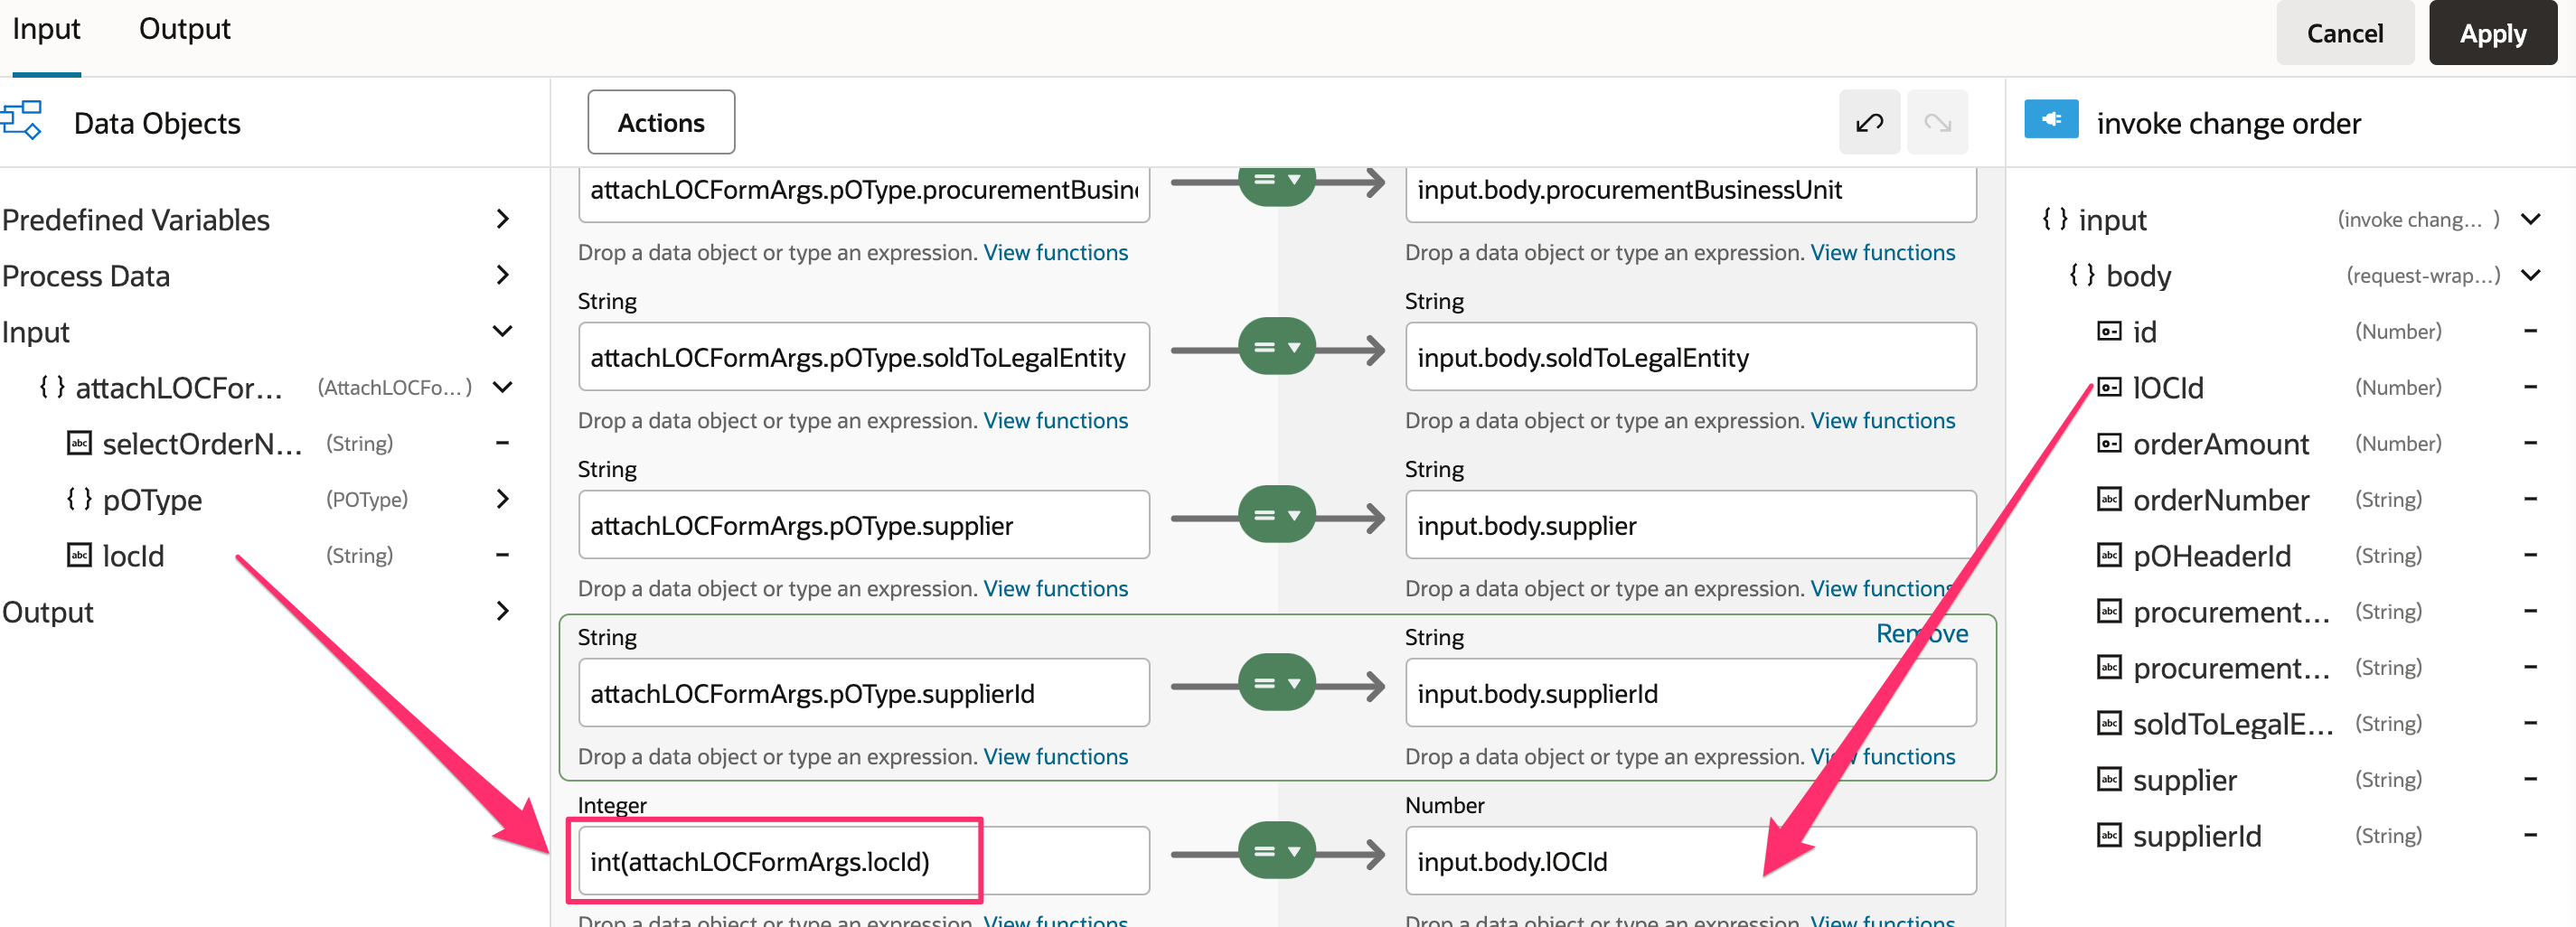 Input Output Cancel Apply
Data Objects
Predefined Variables
Process Data
Input
attachLOCFor... (AttachLOCFo...)
selectOrderN... (String)
pOType (POType)
locId (String)
Output
Actions
attachLOCFormArgs.pOType.procurementBusin input.body.procurementBusinessUnit
Drop a data object or type an expression. View functions Drop a data object or type an expression. View functions
String String
attachLOCFormArgs.pOType.soldToLegalEntity input.body.soldToLegalEntity
Drop a data object or type an expression. View functions Drop a data object or type an expression. View functions
String String
attachLOCFormArgs.pOType.supplier input.body.supplier
Drop a data object or type an expression. View functions Drop a data object or type an expression. View functions
String String Remove
attachLOCFormArgs.pOType.supplierId input.body.supplierId
Drop a data object or type an expression. View functions Drop a data object or type an expression. View functions
Integer Number
int(attachLOCFormArgs.locId) input.body.lOCId
Drop a data object or type an expression. View functions Drop a data object or type an expression. View functions
invoke change order
{ } input (invoke chang... )
{ } body (request-wrap...)
id (Number)
lOCId (Number)
orderAmount (Number)
orderNumber (String)
pOHeaderId (String)
procurement... (String)
procurement... (String)
soldToLegalE... (String)
supplier (String)
supplierId (String)